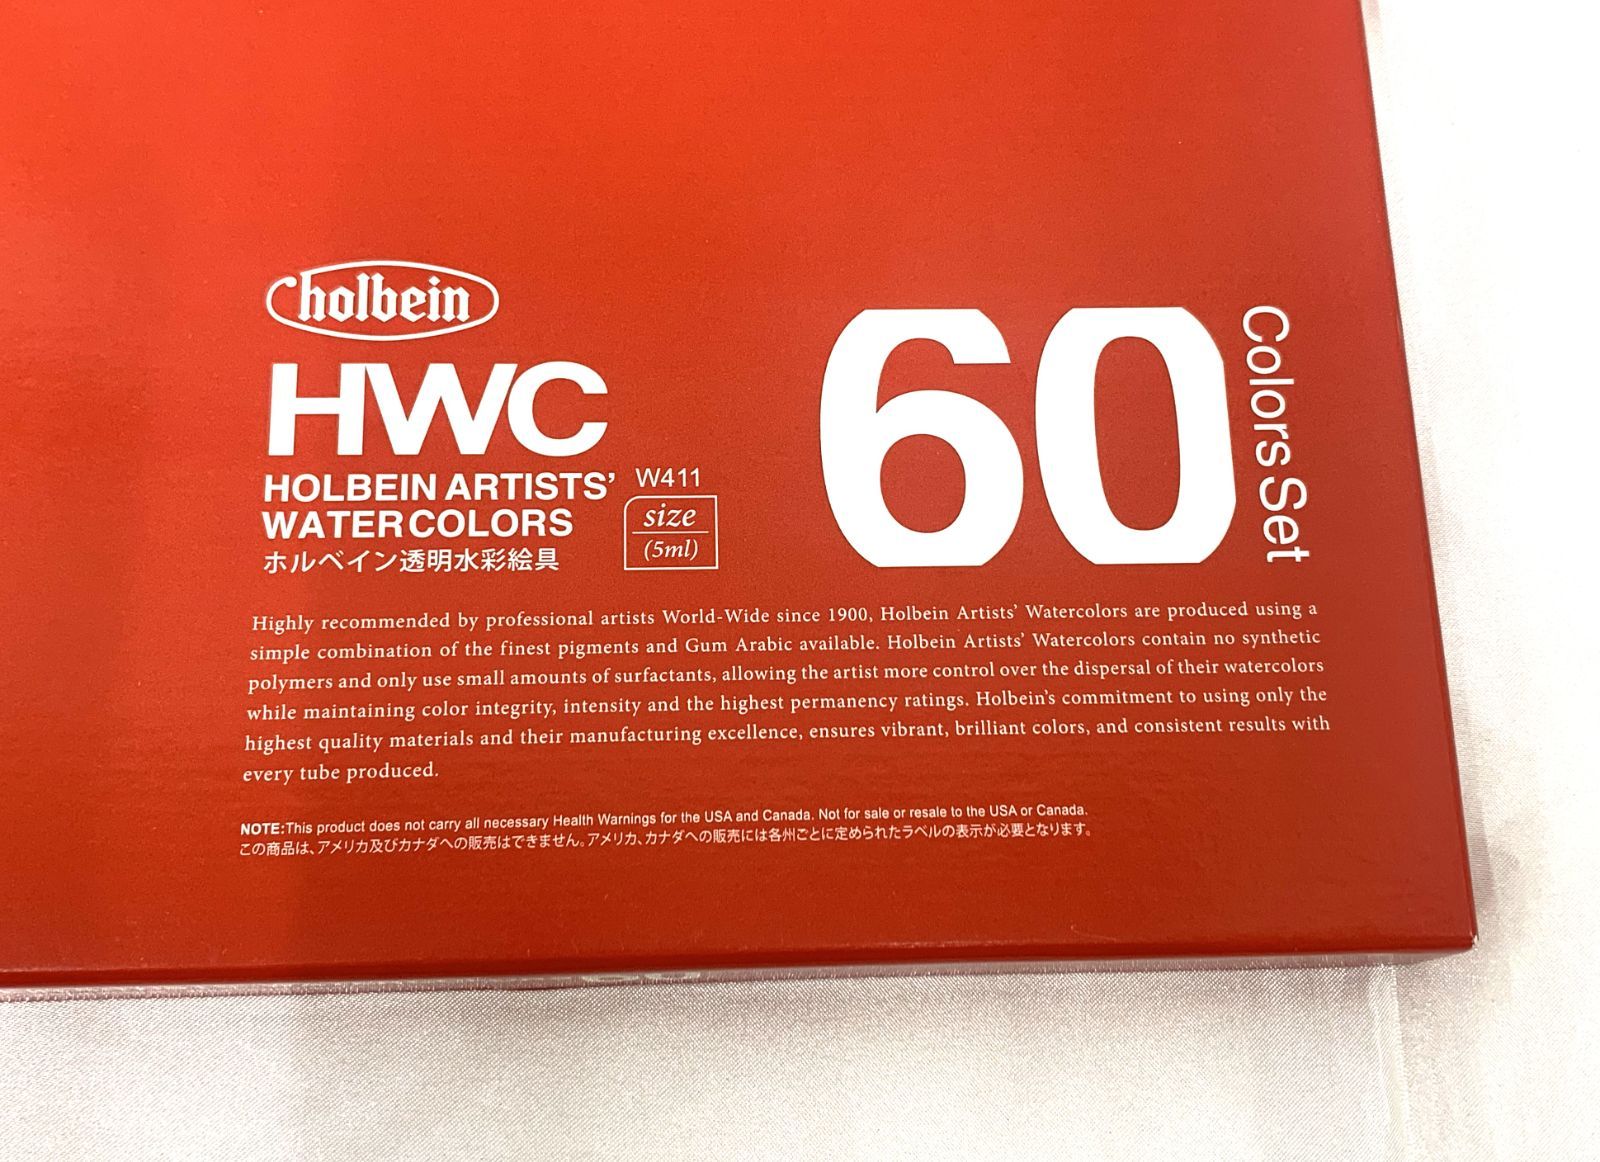 holbein
HWC
HOLBEIN ARTISTS'
WATERCOLORS
ホルベイン透明水彩絵具
W411
size
(5ml)
60
Colors Set
Highly recommended by professional artists World-Wide since 1900, Holbein Artists' Watercolors are produced using a
simple combination of the finest pigments and Gum Arabic available. Holbein Artists' Watercolors contain no synthetic
polymers and only use small amounts of surfactants, allowing the artist more control over the dispersal of their watercolors
while maintaining color integrity, intensity and the highest permanency ratings. Holbein's commitment to using only the
highest quality materials and their manufacturing excellence, ensures vibrant, brilliant colors, and consistent results with
every tube produced.
NOTE:This product does not carry all necessary Health Warnings for the USA and Canada. Not for sale or resale to the USA or Canada.
この商品は、アメリカ及びカナダへの販売はできません。アメリカ、カナダへの販売には各州ごとに定められたラベルの表示が必要となります。